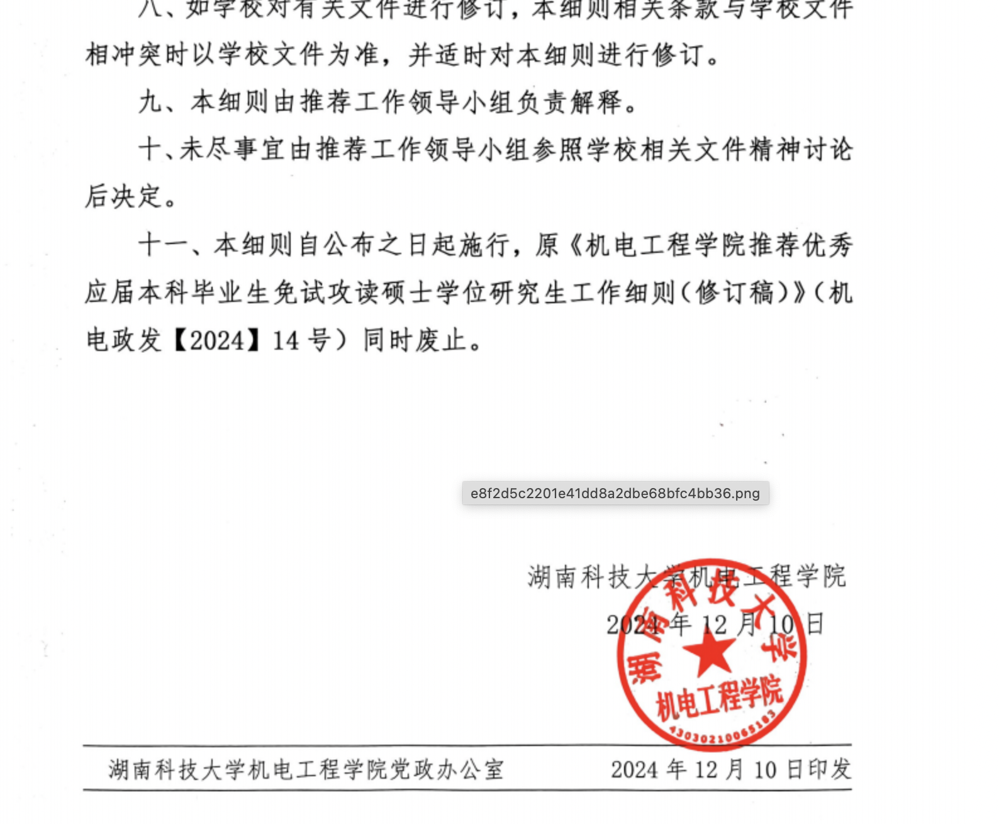 八、如学校对有关文件进行修订，本细则相关条款与学校文件
相冲突时以学校文件为准，并适时对本细则进行修订。
九、本细则由推荐工作领导小组负责解释。
十、未尽事宜由推荐工作领导小组参照学校相关文件精神讨论
后决定。
十一、本细则自公布之日起施行，原《机电工程学院推荐优秀
应届本科毕业生免试攻读硕士学位研究生工作细则（修订稿）》（机
电政发【2024】14 号）同时废止。
e8f2d5c2201e41dd8a2dbe68bfc4bb36.png
湖南科技大学机电工程学院
2024 年 12 月 10 日
湖南科技大学
机电工程学院
43030210065183
湖南科技大学机电工程学院党政办公室 2024 年 12 月 10 日印发